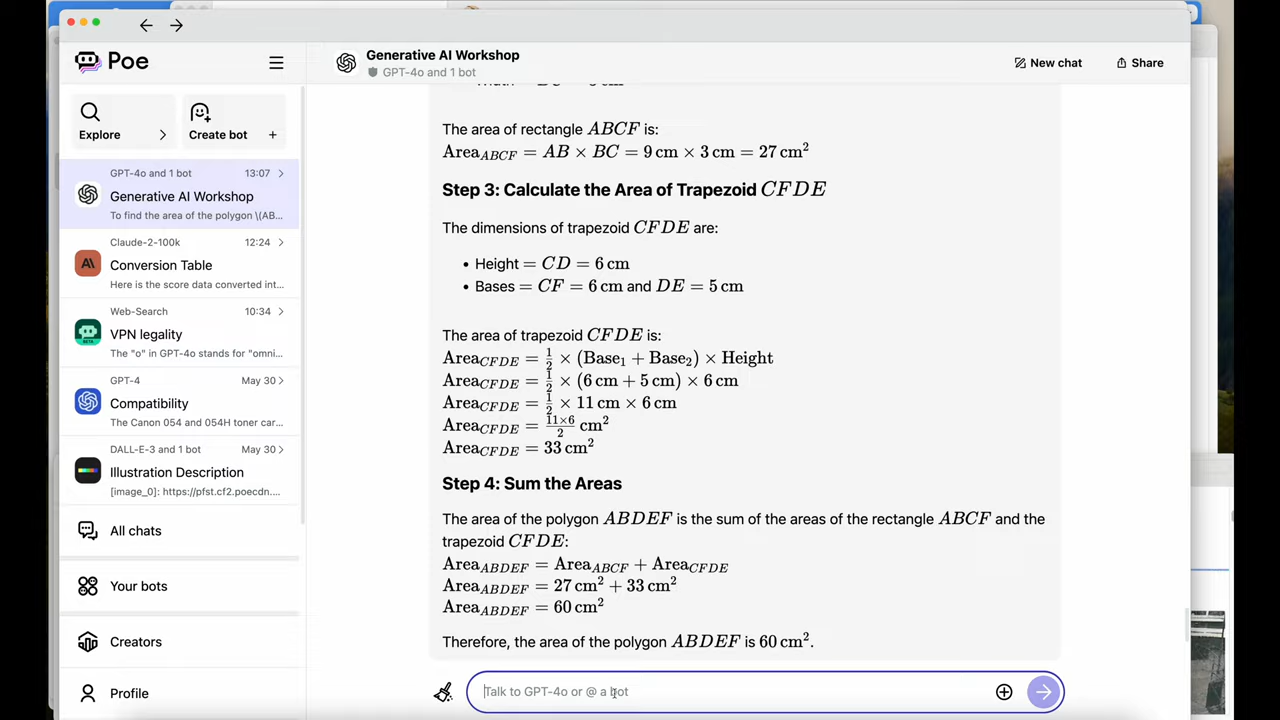 Poe
Explore
Create bot +
GPT-4o and 1 bot 13:07
Generative AI Workshop
To find the area of the polygon \(AB...
Claude-2-100k 12:24
Conversion Table
Here is the score data converted int...
Web-Search 10:34
VPN legality
The "o" in GPT-4o stands for "omni...
GPT-4 May 30
Compatibility
The Canon 054 and 054H toner car...
DALL-E-3 and 1 bot May 30
Illustration Description
[image_0]: https://pfst.cf2.poecdn....
All chats
Your bots
Creators
Profile
Generative AI Workshop
GPT-4o and 1 bot
New chat
Share
The area of rectangle ABCF is:
Area_ABCF = AB × BC = 9 cm × 3 cm = 27 cm²
Step 3: Calculate the Area of Trapezoid CFDE
The dimensions of trapezoid CFDE are:
• Height = CD = 6 cm
• Bases = CF = 6 cm and DE = 5 cm
The area of trapezoid CFDE is:
Area_CFDE = 1/2 × (Base₁ + Base₂) × Height
Area_CFDE = 1/2 × (6 cm + 5 cm) × 6 cm
Area_CFDE = 1/2 × 11 cm × 6 cm
Area_CFDE = 11×6/2 cm²
Area_CFDE = 33 cm²
Step 4: Sum the Areas
The area of the polygon ABDEF is the sum of the areas of the rectangle ABCF and the
trapezoid CFDE:
Area_ABDEF = Area_ABCF + Area_CFDE
Area_ABDEF = 27 cm² + 33 cm²
Area_ABDEF = 60 cm²
Therefore, the area of the polygon ABDEF is 60 cm².
Talk to GPT-4o or @ a bot